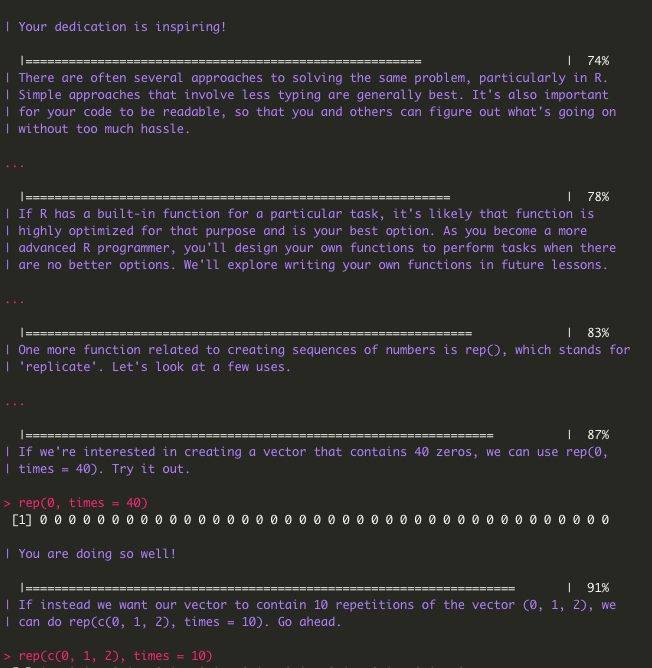 | Your dedication is inspiring!
|======================================================= | 74%
| There are often several approaches to solving the same problem, particularly in R.
| Simple approaches that involve less typing are generally best. It's also important
| for your code to be readable, so that you and others can figure out what's going on
| without too much hassle.
...
|=========================================================== | 78%
| If R has a built-in function for a particular task, it's likely that function is
| highly optimized for that purpose and is your best option. As you become a more
| advanced R programmer, you'll design your own functions to perform tasks when there
| are no better options. We'll explore writing your own functions in future lessons.
...
|============================================================== | 83%
| One more function related to creating sequences of numbers is rep(), which stands for
| 'replicate'. Let's look at a few uses.
...
|================================================================= | 87%
| If we're interested in creating a vector that contains 40 zeros, we can use rep(0,
| times = 40). Try it out.
> rep(0, times = 40)
[1] 0 0 0 0 0 0 0 0 0 0 0 0 0 0 0 0 0 0 0 0 0 0 0 0 0 0 0 0 0 0 0 0 0 0 0 0 0 0 0 0
| You are doing so well!
|==================================================================== | 91%
| If instead we want our vector to contain 10 repetitions of the vector (0, 1, 2), we
| can do rep(c(0, 1, 2), times = 10). Go ahead.
> rep(c(0, 1, 2), times = 10)